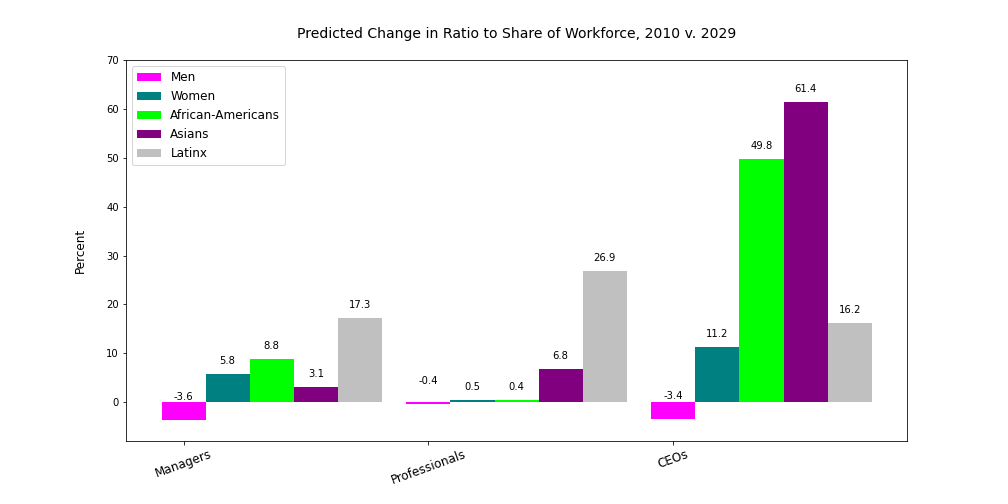 Predicted Change in Ratio to Share of Workforce, 2010 v. 2029
Percent
70
60
50
40
30
20
10
0
Men
Women
African-Americans
Asians
Latinx
-3.6
5.8
8.8
3.1
17.3
-0.4
0.5
0.4
6.8
26.9
-3.4
11.2
49.8
61.4
16.2
Managers
Professionals
CEOs